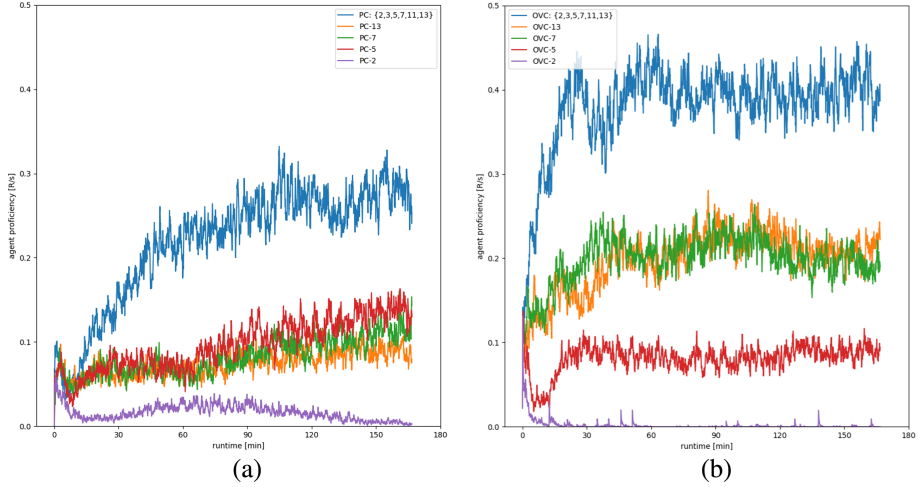 PC: {2,3,5,7,11,13}
PC-13
PC-7
PC-5
PC-2
agent proficiency [R/s]
0.5
0.4
0.3
0.2
0.1
0.0
0 30 60 90 120 150 180
runtime [min]
(a)
OVC: {2,3,5,7,11,13}
OVC-13
OVC-7
OVC-5
OVC-2
agent proficiency [R/s]
0.5
0.4
0.3
0.2
0.1
0.0
0 30 60 90 120 150 180
runtime [min]
(b)